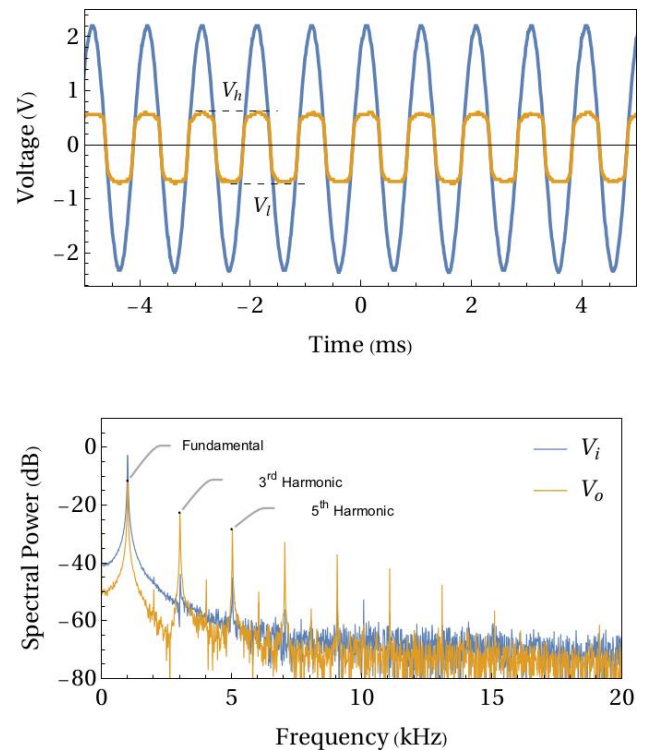 2
1
0
−1
−2
V_h
V_l
Voltage (V)
−4 −2 0 2 4
Time (ms)
0
−20
−40
−60
−80
Fundamental
3rd Harmonic
5th Harmonic
V_i
V_o
Spectral Power (dB)
0 5 10 15 20
Frequency (kHz)